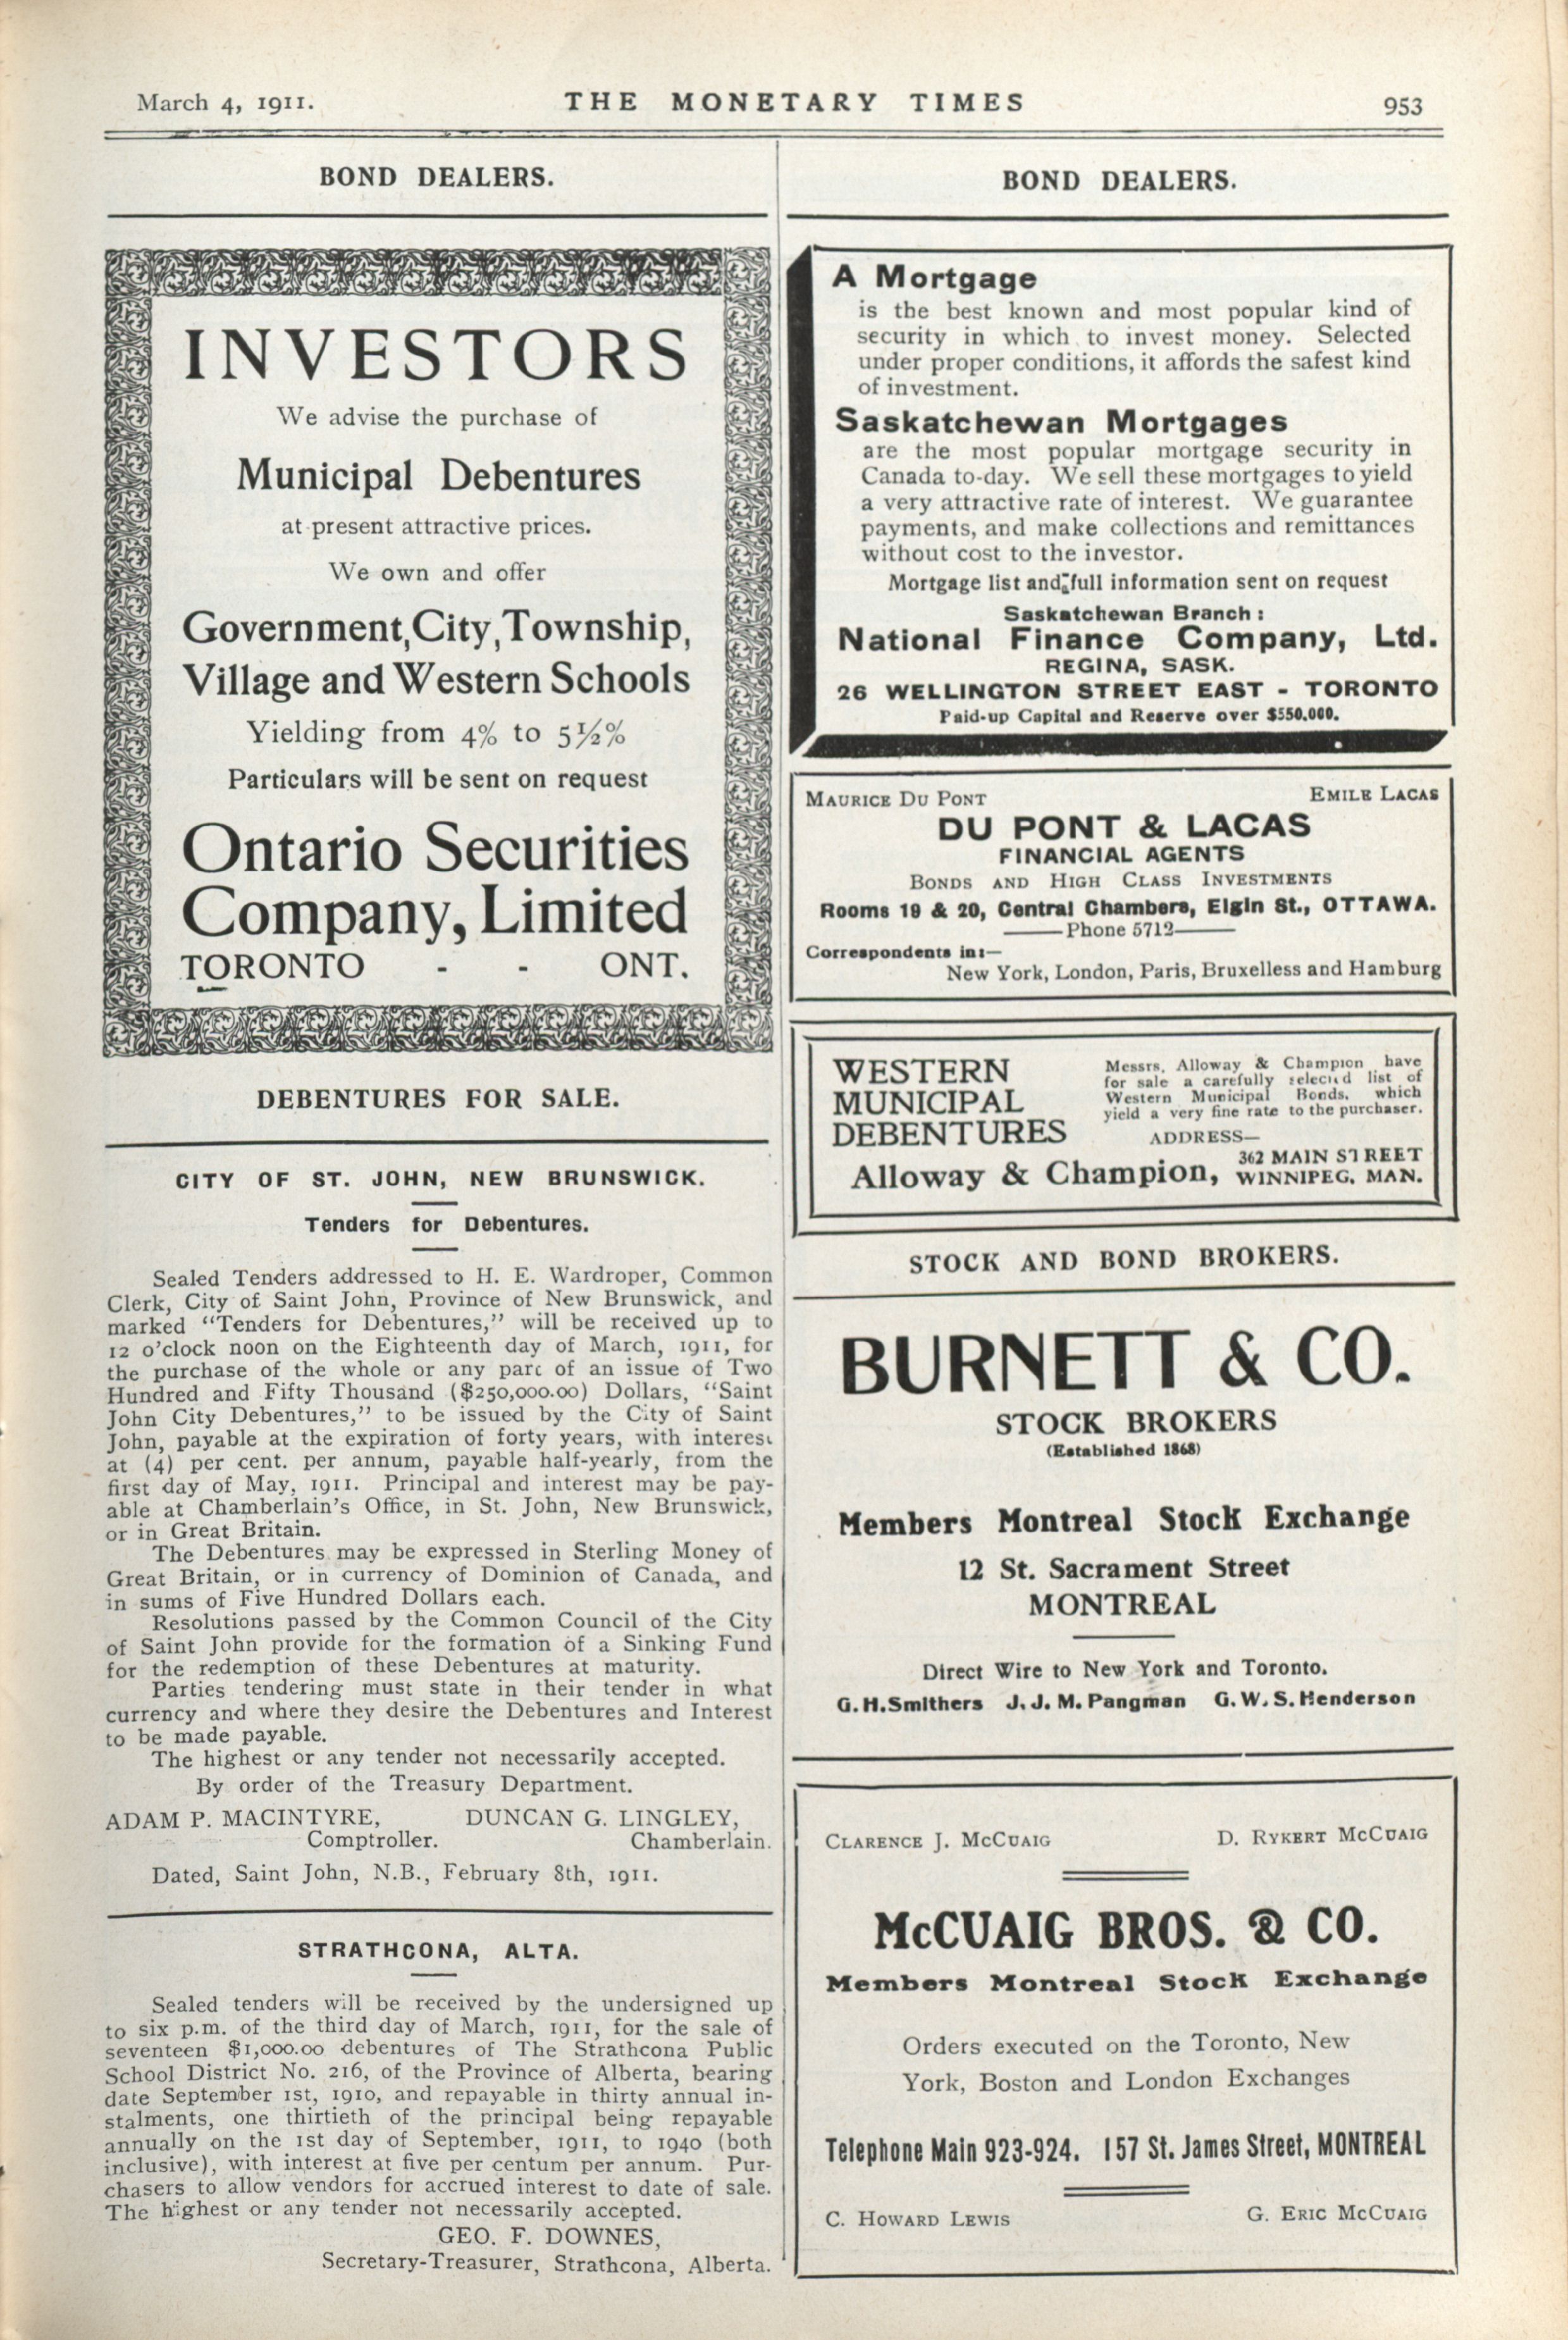 March 4, 1911.
THE MONETARY TIMES
953
BOND DEALERS.
INVESTORS
We advise the purchase of
Municipal Debentures
at present attractive prices.
We own and offer
Government, City, Township,
Village and Western Schools
Yielding from 4% to 5½%
Particulars will be sent on request
Ontario Securities
Company, Limited
TORONTO - - ONT.
DEBENTURES FOR SALE.
CITY OF ST. JOHN, NEW BRUNSWICK.
Tenders for Debentures.
Sealed Tenders addressed to H. E. Wardroper, Common
Clerk, City of Saint John, Province of New Brunswick, and
marked "Tenders for Debentures," will be received up to
12 o'clock noon on the Eighteenth day of March, 1911, for
the purchase of the whole or any part of an issue of Two
Hundred and Fifty Thousand ($250,000.00) Dollars, "Saint
John City Debentures," to be issued by the City of Saint
John, payable at the expiration of forty years, with interest
at (4) per cent. per annum, payable half-yearly, from the
first day of May, 1911. Principal and interest may be pay-
able at Chamberlain's Office, in St. John, New Brunswick,
or in Great Britain.
The Debentures may be expressed in Sterling Money of
Great Britain, or in currency of Dominion of Canada, and
in sums of Five Hundred Dollars each.
Resolutions passed by the Common Council of the City
of Saint John provide for the formation of a Sinking Fund
for the redemption of these Debentures at maturity.
Parties tendering must state in their tender in what
currency and where they desire the Debentures and Interest
to be made payable.
The highest or any tender not necessarily accepted.
By order of the Treasury Department.
ADAM P. MACINTYRE, DUNCAN G. LINGLEY,
Comptroller. Chamberlain.
Dated, Saint John, N.B., February 8th, 1911.
STRATHCONA, ALTA.
Sealed tenders will be received by the undersigned up
to six p.m. of the third day of March, 1911, for the sale of
seventeen $1,000.00 debentures of The Strathcona Public
School District No. 216, of the Province of Alberta, bearing
date September 1st, 1910, and repayable in thirty annual in-
stalments, one thirtieth of the principal being repayable
annually on the 1st day of September, 1911, to 1940 (both
inclusive), with interest at five per centum per annum. Pur-
chasers to allow vendors for accrued interest to date of sale.
The highest or any tender not necessarily accepted.
GEO. F. DOWNES,
Secretary-Treasurer, Strathcona, Alberta.
BOND DEALERS.
A Mortgage
is the best known and most popular kind of
security in which to invest money. Selected
under proper conditions, it affords the safest kind
of investment.
Saskatchewan Mortgages
are the most popular mortgage security in
Canada to-day. We sell these mortgages to yield
a very attractive rate of interest. We guarantee
payments, and make collections and remittances
without cost to the investor.
Mortgage list and full information sent on request
Saskatchewan Branch:
National Finance Company, Ltd.
REGINA, SASK.
26 WELLINGTON STREET EAST - TORONTO
Paid-up Capital and Reserve over $550,000.
MAURICE DU PONT EMILE LACAS
DU PONT & LACAS
FINANCIAL AGENTS
BONDS AND HIGH CLASS INVESTMENTS
Rooms 19 & 20, Central Chambers, Elgin St., OTTAWA.
Phone 5712
Correspondents in:—
New York, London, Paris, Bruxelless and Hamburg
WESTERN
MUNICIPAL
DEBENTURES
Messrs. Alloway & Champion have
for sale a carefully selected list of
Western Municipal Bonds, which
yield a very fine rate to the purchaser.
ADDRESS—
Alloway & Champion,
362 MAIN STREET
WINNIPEG, MAN.
STOCK AND BOND BROKERS.
BURNETT & CO.
STOCK BROKERS
(Established 1868)
Members Montreal Stock Exchange
12 St. Sacrament Street
MONTREAL
Direct Wire to New York and Toronto.
G. H. Smithers J. J. M. Pangman G. W. S. Henderson
CLARENCE J. MCCUAIG D. RYKERT MCCUAIG
McCUAIG BROS. & CO.
Members Montreal Stock Exchange
Orders executed on the Toronto, New
York, Boston and London Exchanges
Telephone Main 923-924. 157 St. James Street, MONTREAL
C. HOWARD LEWIS G. ERIC MCCUAIG